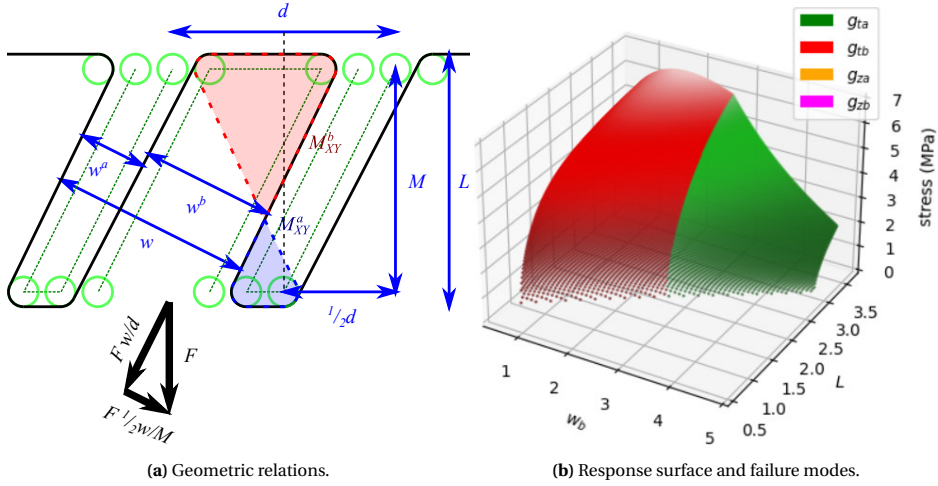 d
w^a
w^b
w
M^b_XY
M^a_XY
M
L
1/2d
F w/d
F
F 1/2w/M
(a) Geometric relations.
g_ta
g_tb
g_za
g_zb
stress (MPa)
7
6
5
4
3
2
1
0
3.5
3.0
2.5
2.0
1.5
1.0
0.5
L
1
2
3
4
5
w_b
(b) Response surface and failure modes.